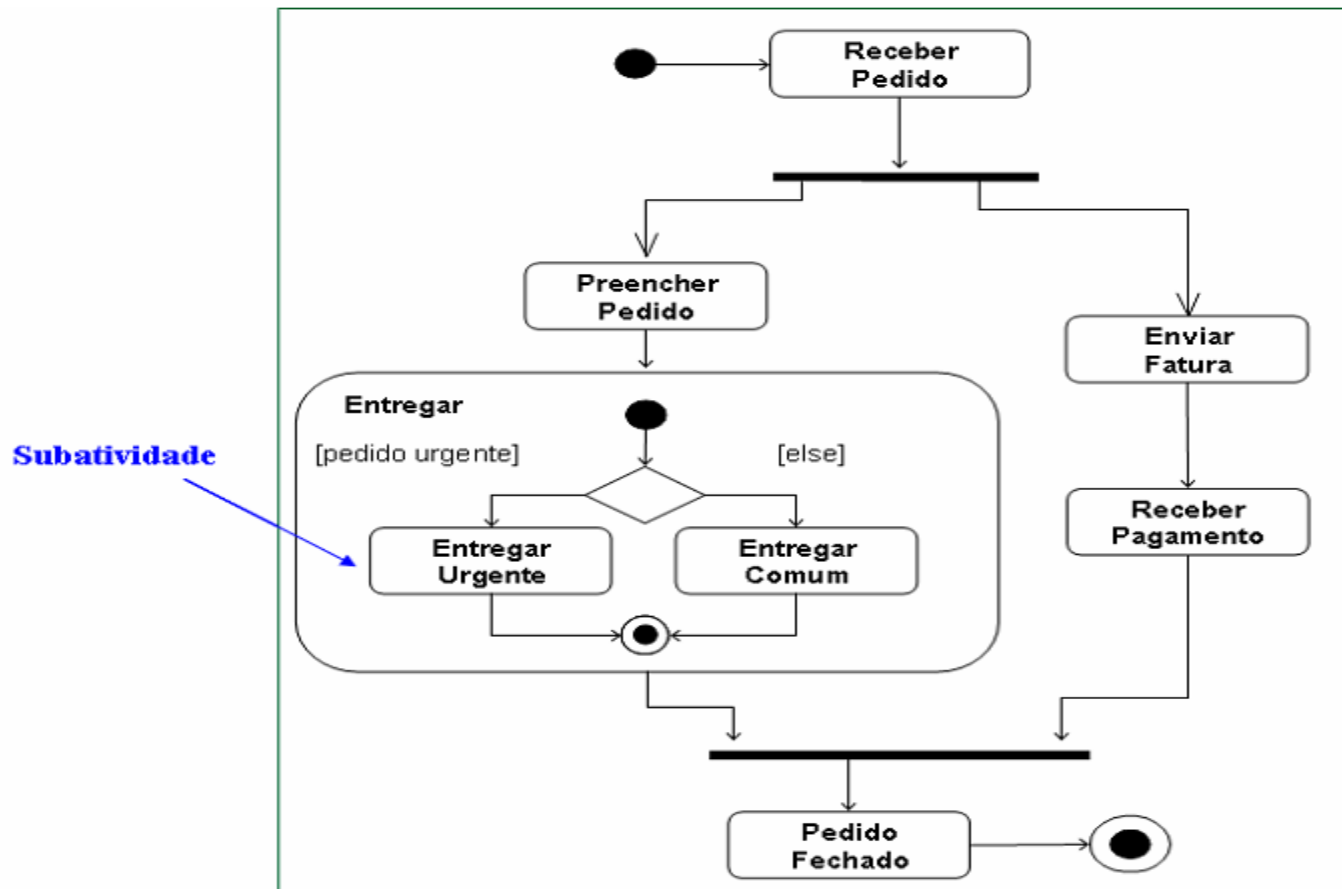 Receber
Pedido
Preencher
Pedido
Enviar
Fatura
Entregar
[pedido urgente]
[else]
Subatividade
Receber
Pagamento
Entregar
Urgente
Entregar
Comum
Pedido
Fechado